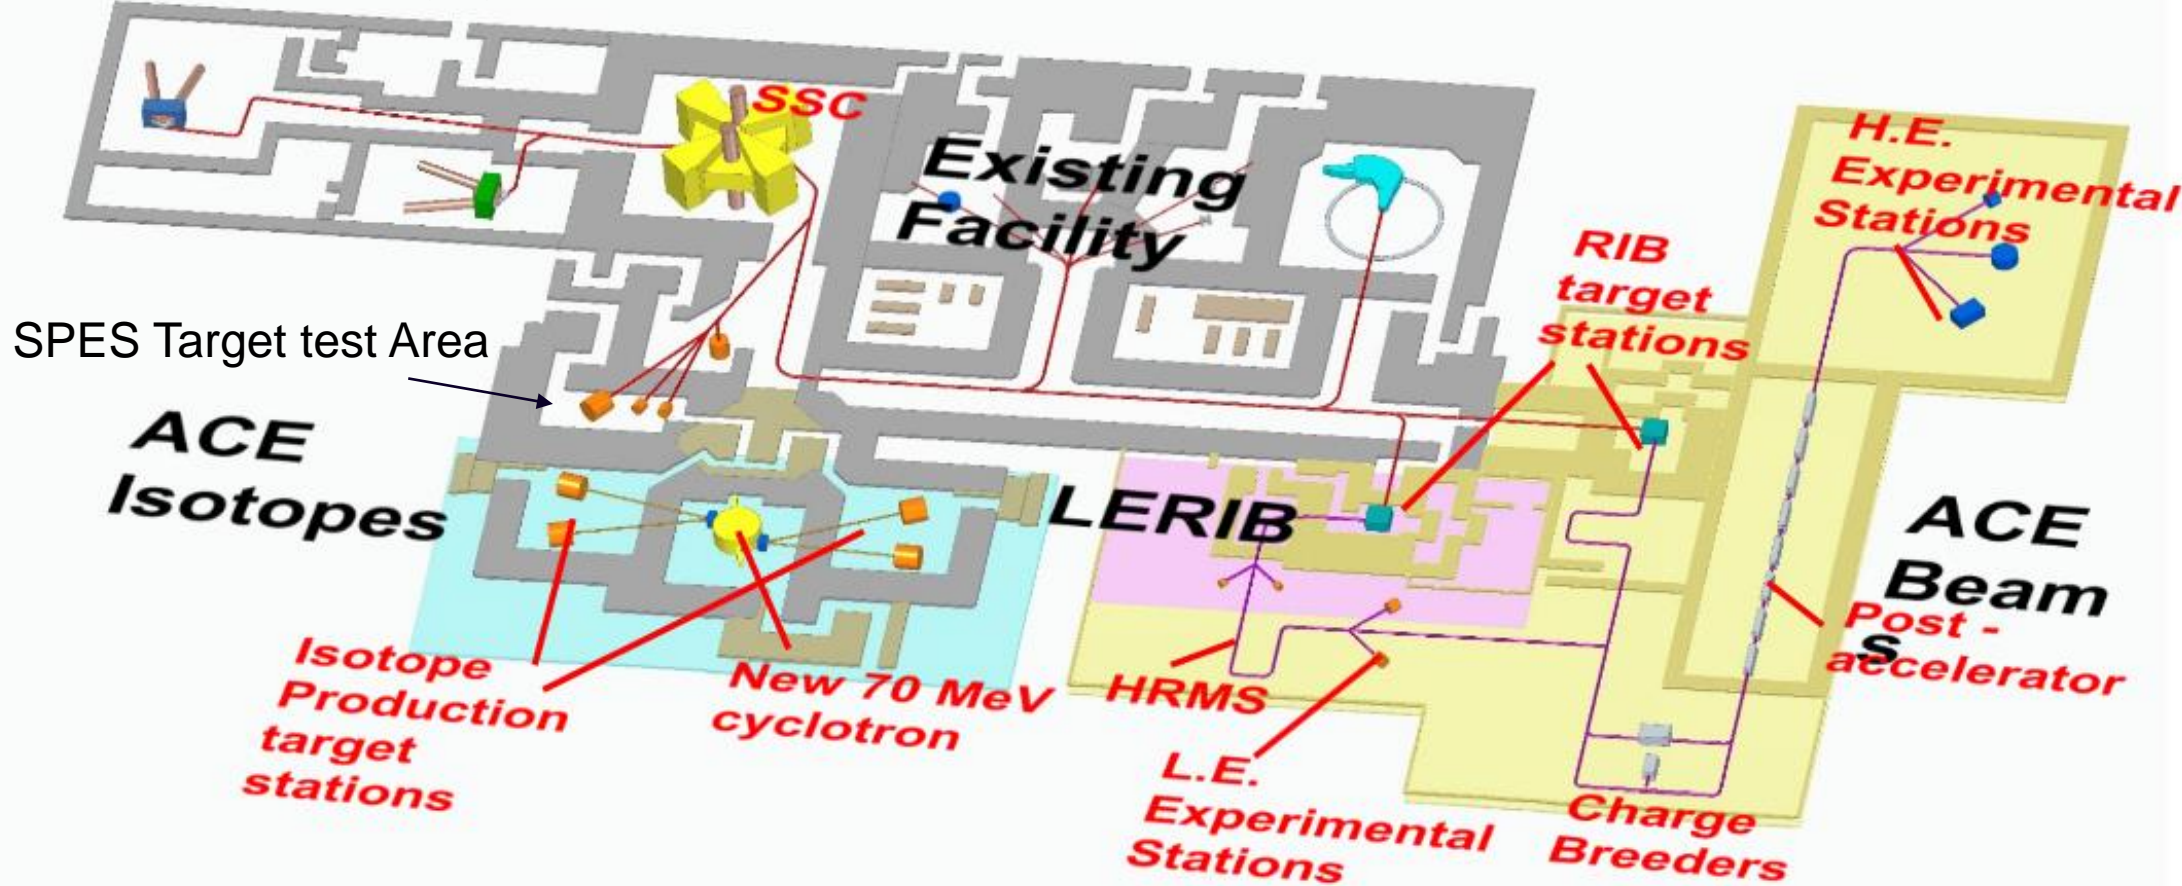 SSC
Existing
Facility
H.E.
Experimental
Stations
RIB
target
stations
SPES Target test Area
ACE
Isotopes
LERIB
ACE
Beam
s
Post -
accelerator
Isotope
Production
target
stations
New 70 MeV
cyclotron
HRMS
L.E.
Experimental
Stations
Charge
Breeders